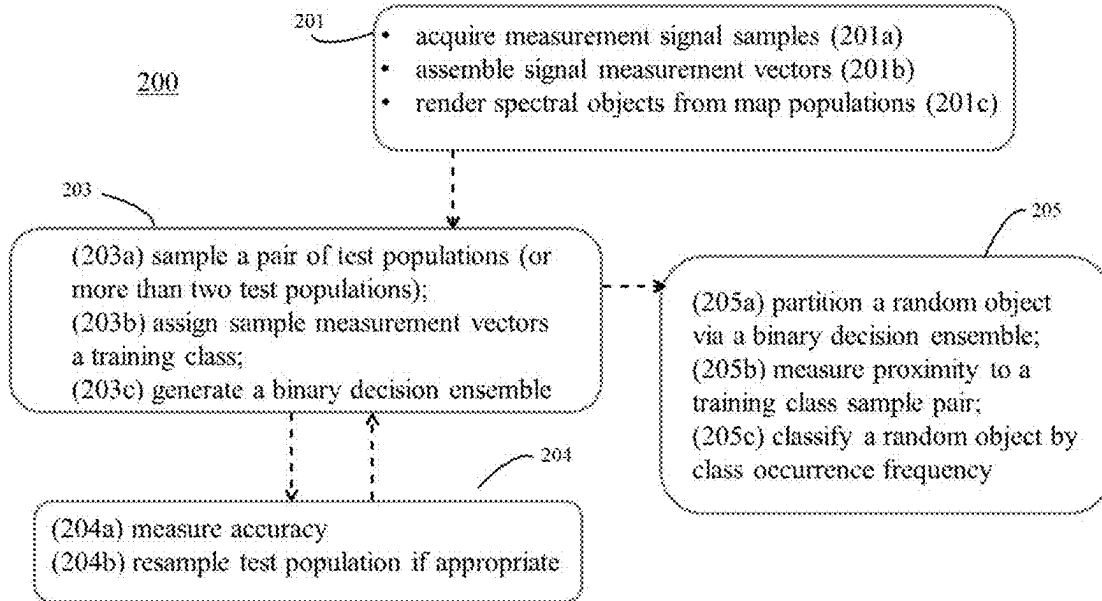 201
• acquire measurement signal samples (201a)
• assemble signal measurement vectors (201b)
• render spectral objects from map populations (201c)
200
203
(203a) sample a pair of test populations (or
more than two test populations);
(203b) assign sample measurement vectors
a training class;
(203c) generate a binary decision ensemble
205
(205a) partition a random object
via a binary decision ensemble;
(205b) measure proximity to a
training class sample pair;
(205c) classify a random object by
class occurrence frequency
204
(204a) measure accuracy
(204b) resample test population if appropriate